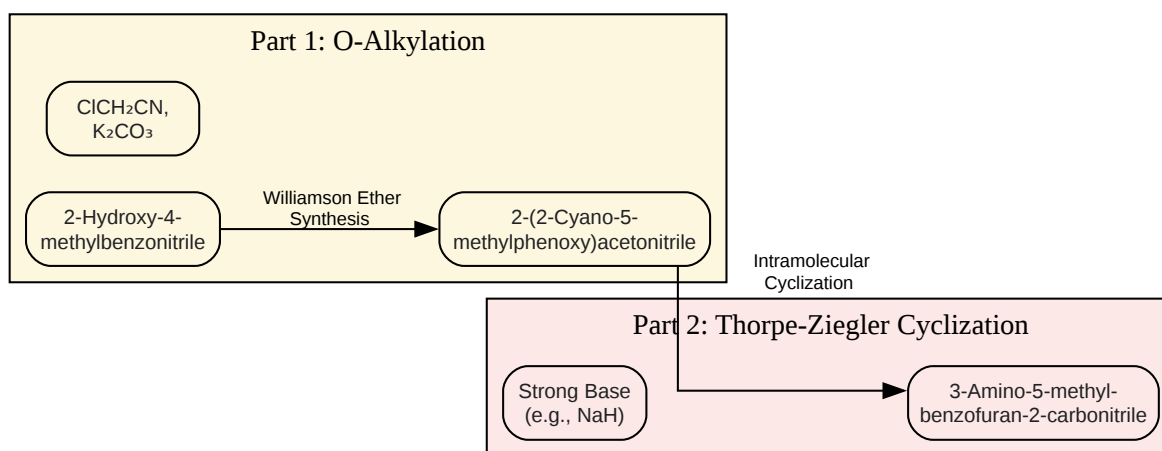 Part 1: O-Alkylation
ClCH₂CN,
K₂CO₃
2-Hydroxy-4-
methylbenzonitrile
Williamson Ether
Synthesis
2-(2-Cyano-5-
methylphenoxy)acetonitrile
Intramolecular
Cyclization
Part 2: Thorpe-Ziegler Cyclization
Strong Base
(e.g., NaH)
3-Amino-5-methyl-
benzofuran-2-carbonitrile